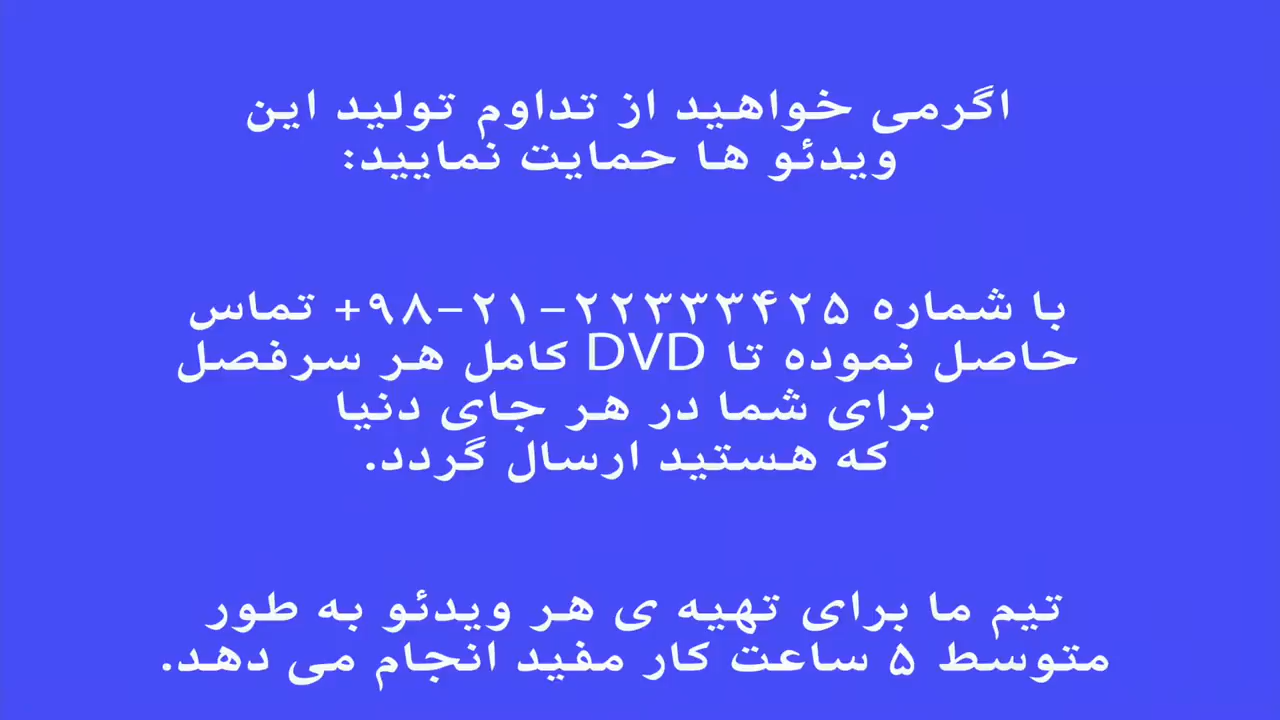 اگرمی خواهید از تداوم تولید این
ویدئو ها حمایت نمایید:
با شماره ۲۲۳۳۳۴۲۵-۲۱-۹۸+ تماس
حاصل نموده تا DVD کامل هر سرفصل
برای شما در هر جای دنیا
که هستید ارسال گردد.
تیم ما برای تهیه ی هر ویدئو به طور
متوسط ۵ ساعت کار مفید انجام می دهد.